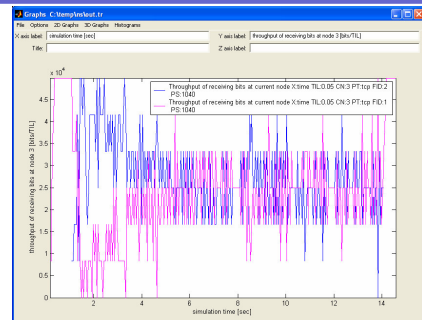 Graphs C:\temp\ns\out.tr
File Options 2D Graphs 3D Graphs Histograms
X axis label: simulation time [sec] Y axis label: throughput of receiving bits at node 3 [bits/TIL]
Title: Z axis label:
x 10⁴
Throughput of receiving bits at current node X:time TIL:0.05 CN:3 PT:tcp FID:2
PS:1040
Throughput of receiving bits at current node X:time TIL:0.05 CN:3 PT:tcp FID:1
PS:1040
throughput of receiving bits at node 3 [bits/TIL]
4.5
4
3.5
3
2.5
2
1.5
1
0.5
0
2 4 6 8 10 12 14
simulation time [sec]